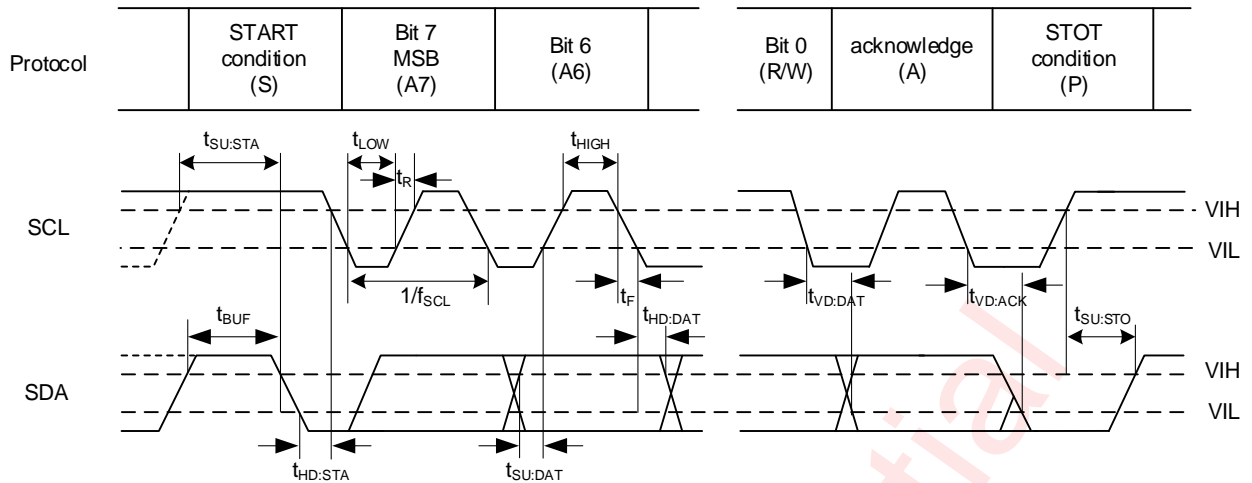 Protocol
START
condition
(S)
Bit 7
MSB
(A7)
Bit 6
(A6)
Bit 0
(R/W)
acknowledge
(A)
STOT
condition
(P)
tSU:STA
tLOW
tR
tHIGH
SCL
VIH
VIL
1/fSCL
tF
tHD:DAT
tVD:DAT
tVD:ACK
tSU:STO
tBUF
SDA
VIH
VIL
tHD:STA
tSU:DAT
tial